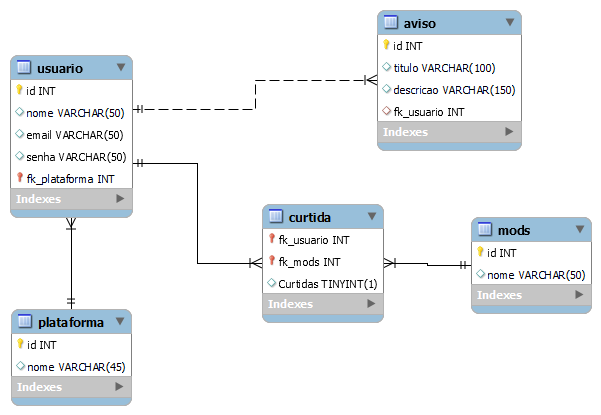 usuario
id INT
nome VARCHAR(50)
email VARCHAR(50)
senha VARCHAR(50)
fk_plataforma INT
Indexes
aviso
id INT
titulo VARCHAR(100)
descricao VARCHAR(150)
fk_usuario INT
Indexes
curtida
fk_usuario INT
fk_mods INT
Curtidas TINYINT(1)
Indexes
mods
id INT
nome VARCHAR(50)
Indexes
plataforma
id INT
nome VARCHAR(45)
Indexes